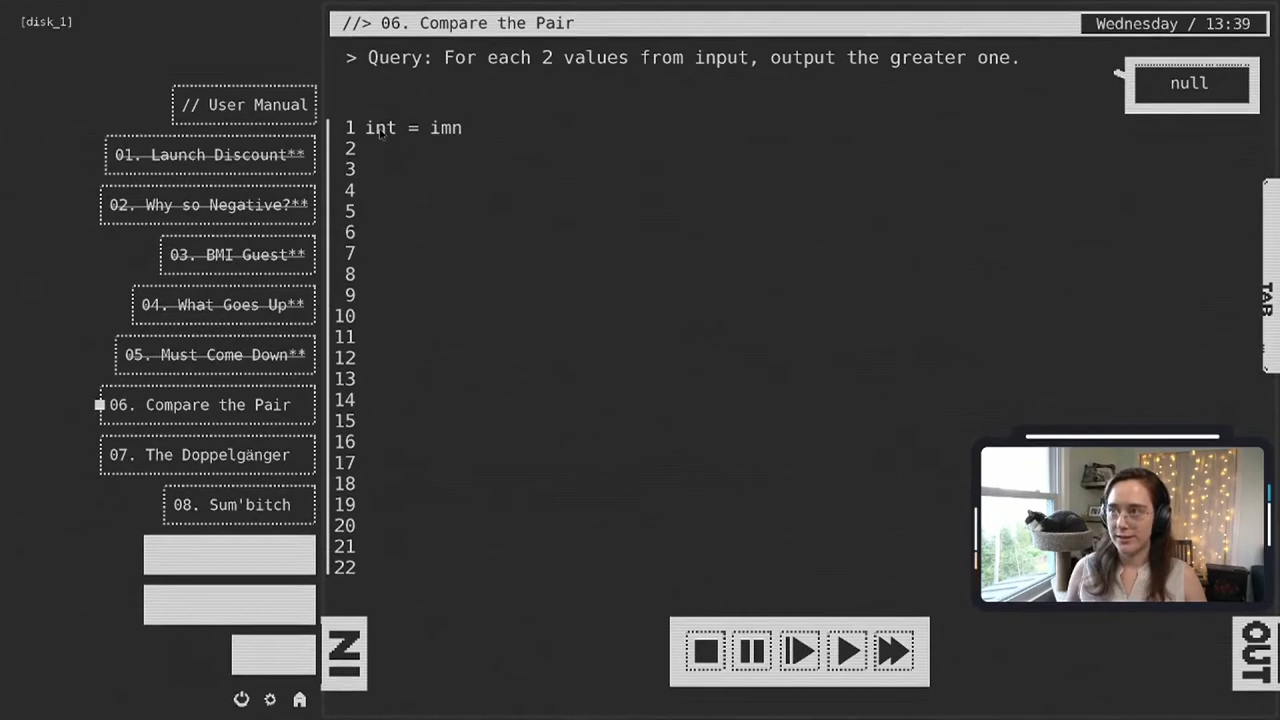 [disk_1]
//> 06. Compare the Pair
Wednesday / 13:39
> Query: For each 2 values from input, output the greater one.
null
// User Manual
01. Launch Discount**
02. Why so Negative?**
03. BMI Guest**
04. What Goes Up**
05. Must Come Down**
06. Compare the Pair
07. The Doppelgänger
08. Sum'bitch
1 int = imn
2
3
4
5
6
7
8
9
10
11
12
13
14
15
16
17
18
19
20
21
22
TAB
IN
OUT